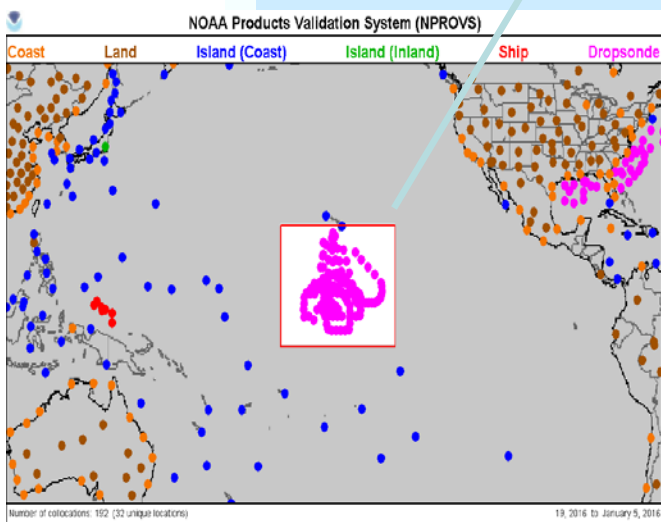 NOAA Products Validation System (NPROVS)
Coast Land Island (Coast) Island (Inland) Ship Dropsonde
Number of collocations: 192 (32 unique locations) 19, 2016 to January 5, 2016